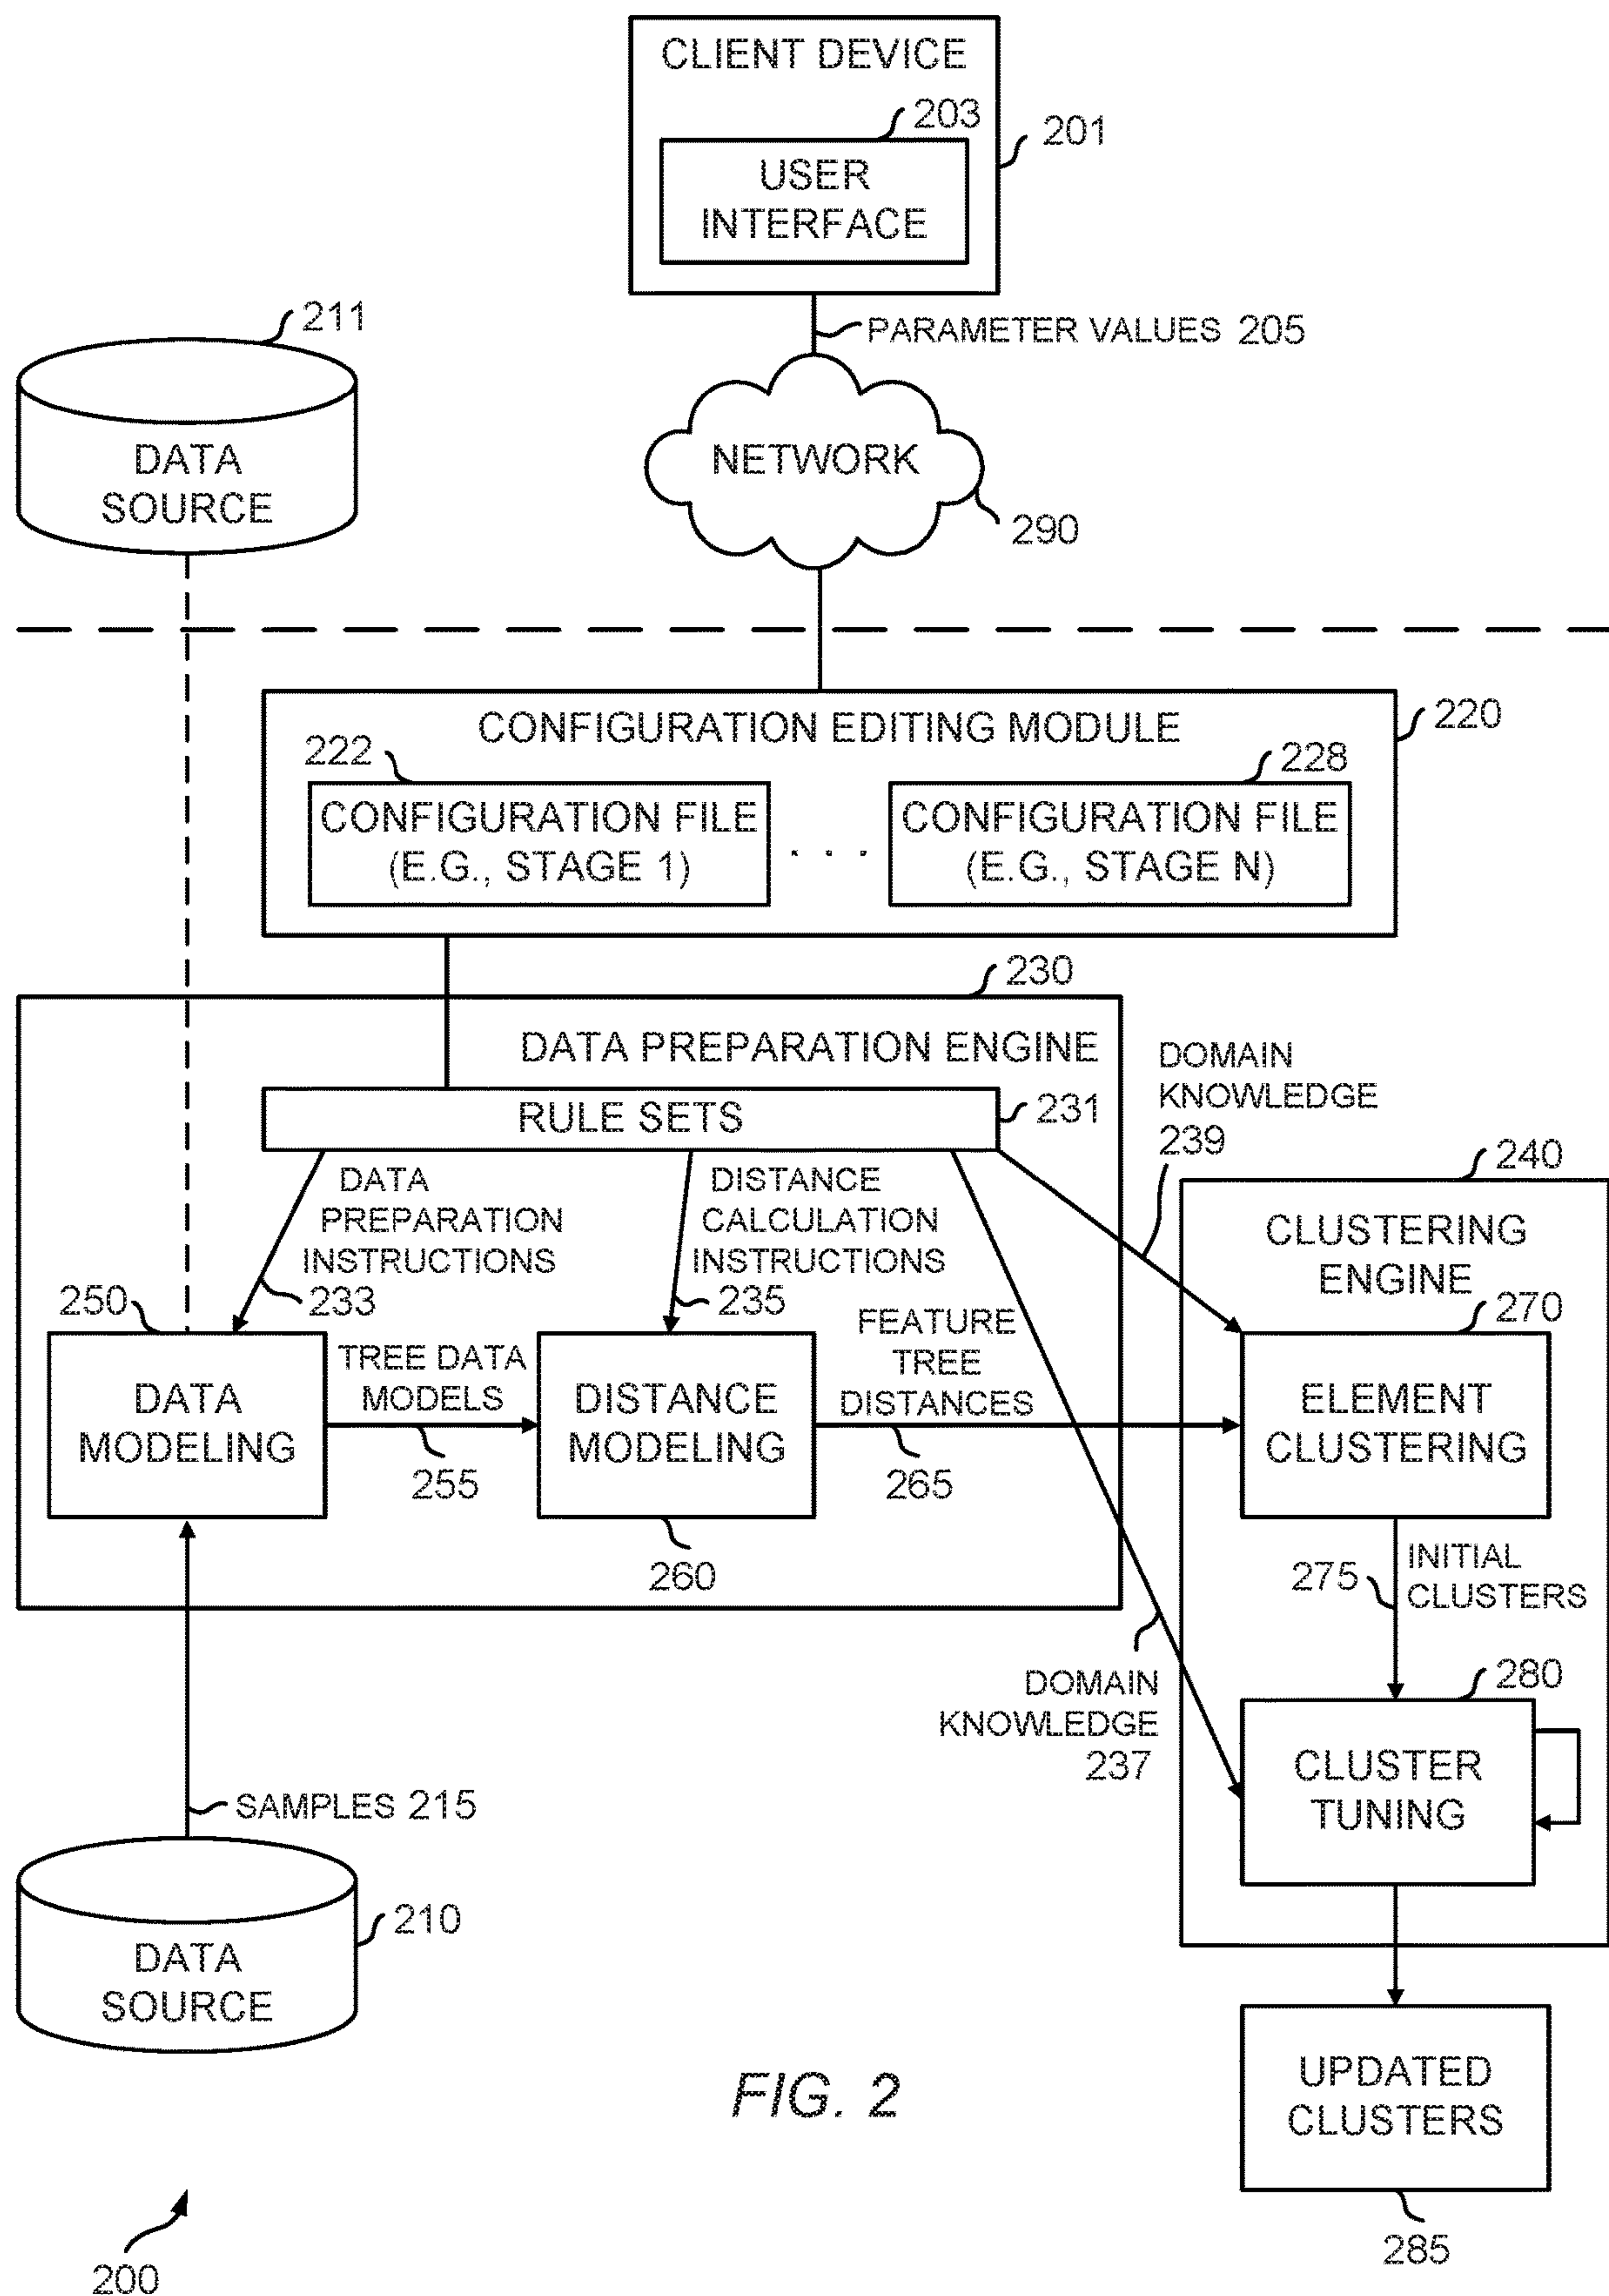 CLIENT DEVICE
203
201
USER
INTERFACE
211
PARAMETER VALUES 205
DATA
SOURCE
NETWORK
290
CONFIGURATION EDITING MODULE
220
222
228
CONFIGURATION FILE
(E.G., STAGE 1)
. . .
CONFIGURATION FILE
(E.G., STAGE N)
230
DATA PREPARATION ENGINE
RULE SETS
231
DOMAIN
KNOWLEDGE
239
DATA
PREPARATION
INSTRUCTIONS
233
DISTANCE
CALCULATION
INSTRUCTIONS
235
240
CLUSTERING
ENGINE
250
DATA
MODELING
TREE DATA
MODELS
255
DISTANCE
MODELING
260
FEATURE
TREE
DISTANCES
265
270
ELEMENT
CLUSTERING
275
INITIAL
CLUSTERS
DOMAIN
KNOWLEDGE
237
280
CLUSTER
TUNING
SAMPLES 215
210
DATA
SOURCE
UPDATED
CLUSTERS
285
FIG. 2
200